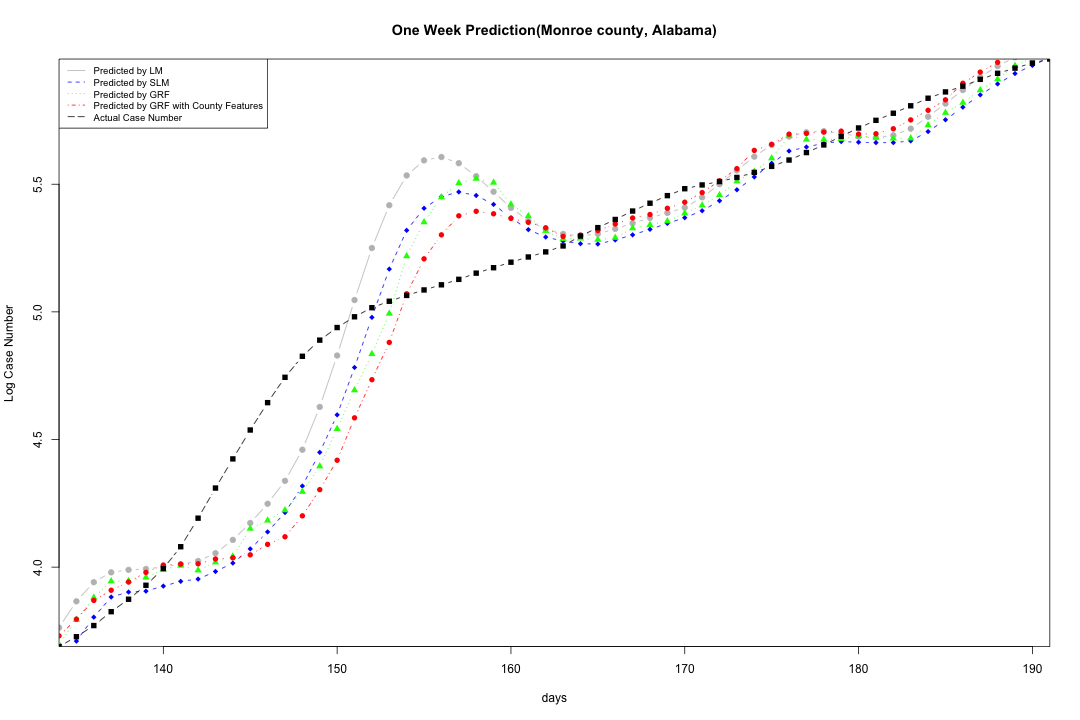 One Week Prediction(Monroe county, Alabama)
Predicted by LM
Predicted by SLM
Predicted by GRF
Predicted by GRF with County Features
Actual Case Number
Log Case Number
5.5
5.0
4.5
4.0
140 150 160 170 180 190
days